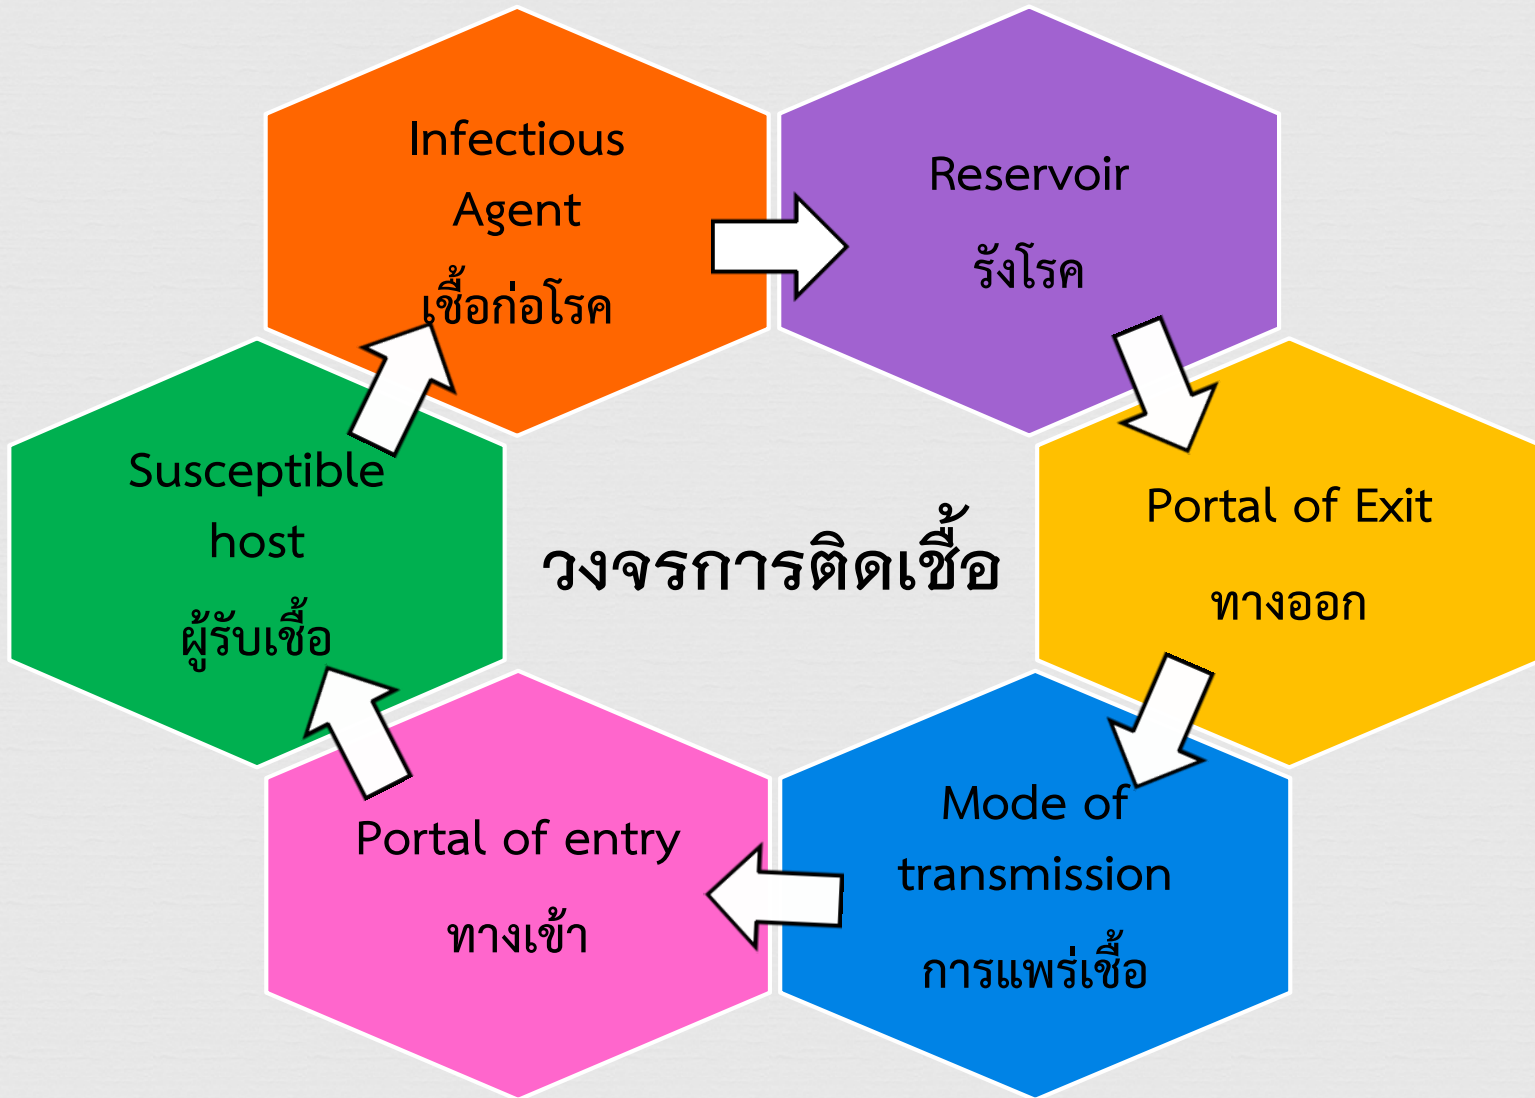 Infectious
Agent
เชื้อก่อโรค
Reservoir
รังโรค
Portal of Exit
ทางออก
Mode of
transmission
การแพร่เชื้อ
Portal of entry
ทางเข้า
Susceptible
host
ผู้รับเชื้อ
วงจรการติดเชื้อ